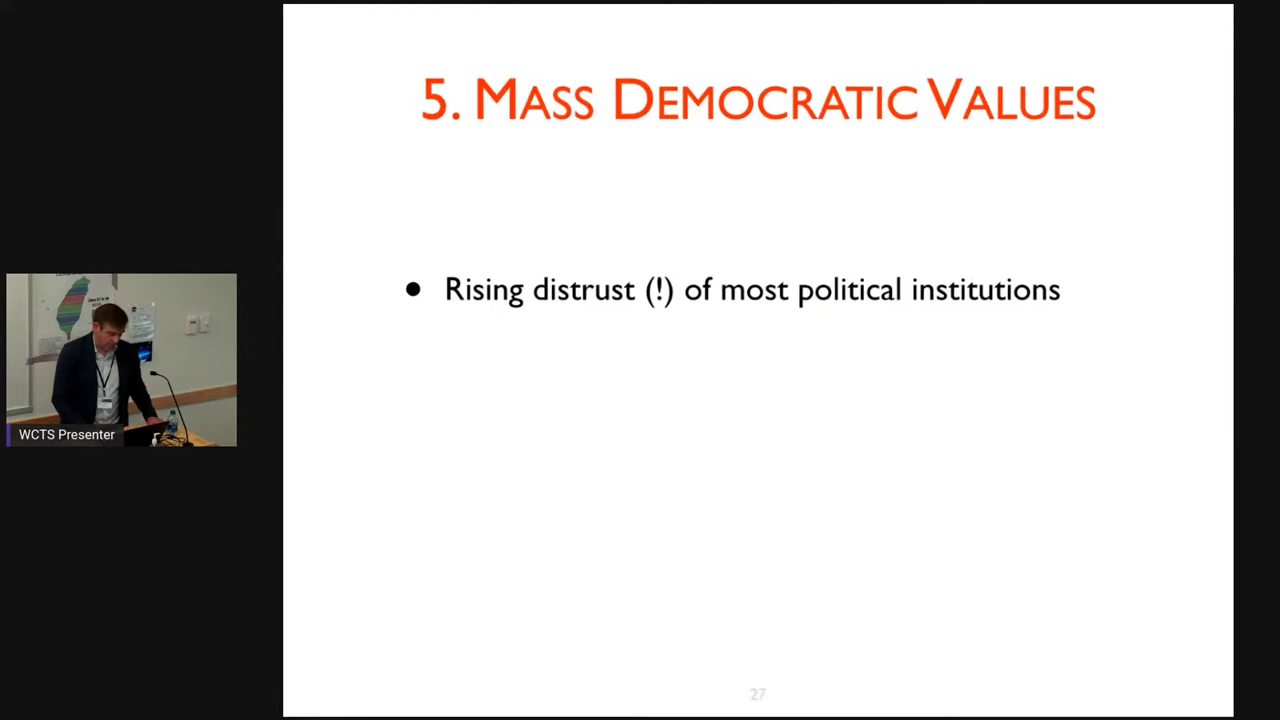 5. MASS DEMOCRATIC VALUES
● Rising distrust (!) of most political institutions
WCTS Presenter
27